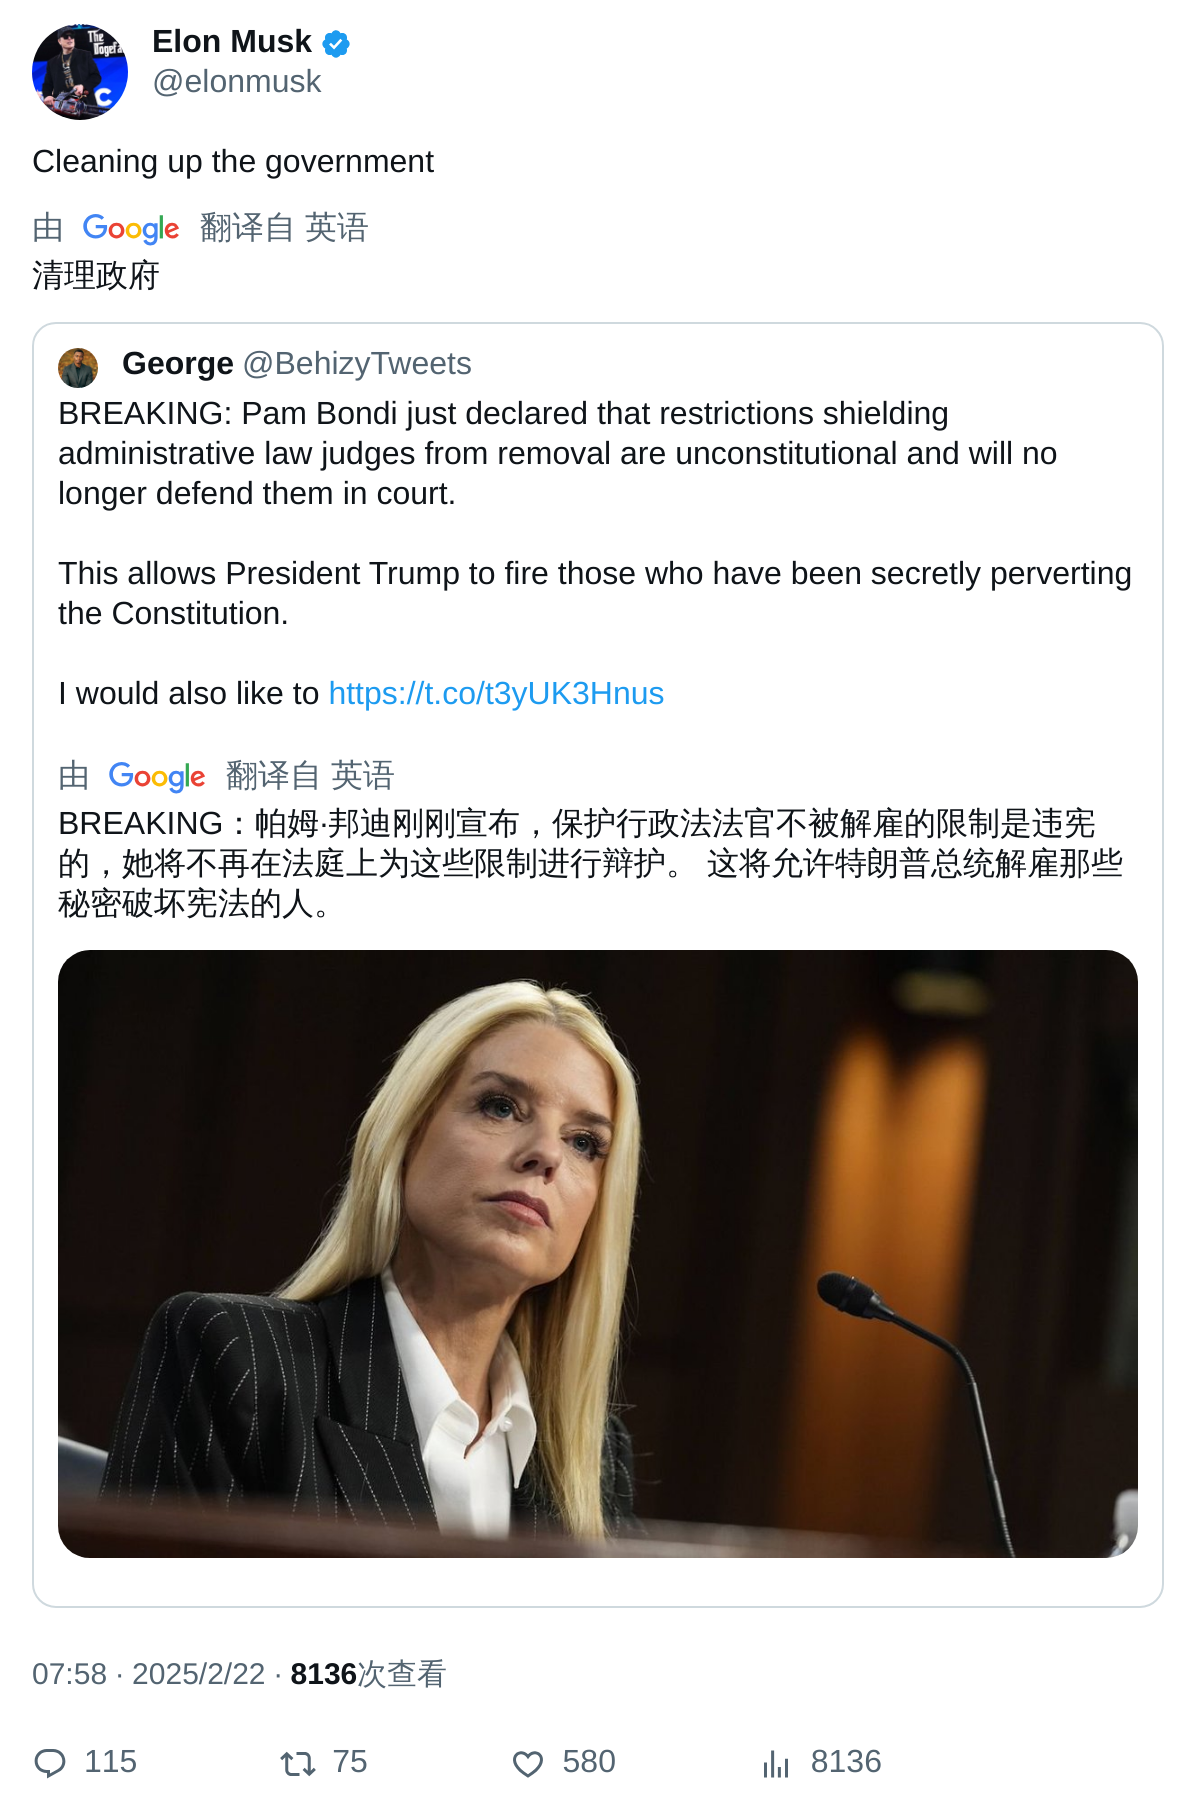 The
Dogefa
C
Elon Musk
@elonmusk
Cleaning up the government
由 Google 翻译自 英语
清理政府
George @BehizyTweets
BREAKING: Pam Bondi just declared that restrictions shielding
administrative law judges from removal are unconstitutional and will no
longer defend them in court.
This allows President Trump to fire those who have been secretly perverting
the Constitution.
I would also like to https://t.co/t3yUK3Hnus
由 Google 翻译自 英语
BREAKING：帕姆·邦迪刚刚宣布，保护行政法法官不被解雇的限制是违宪
的，她将不再在法庭上为这些限制进行辩护。 这将允许特朗普总统解雇那些
秘密破坏宪法的人。
07:58 · 2025/2/22 · 8136次查看
115 75 580 8136